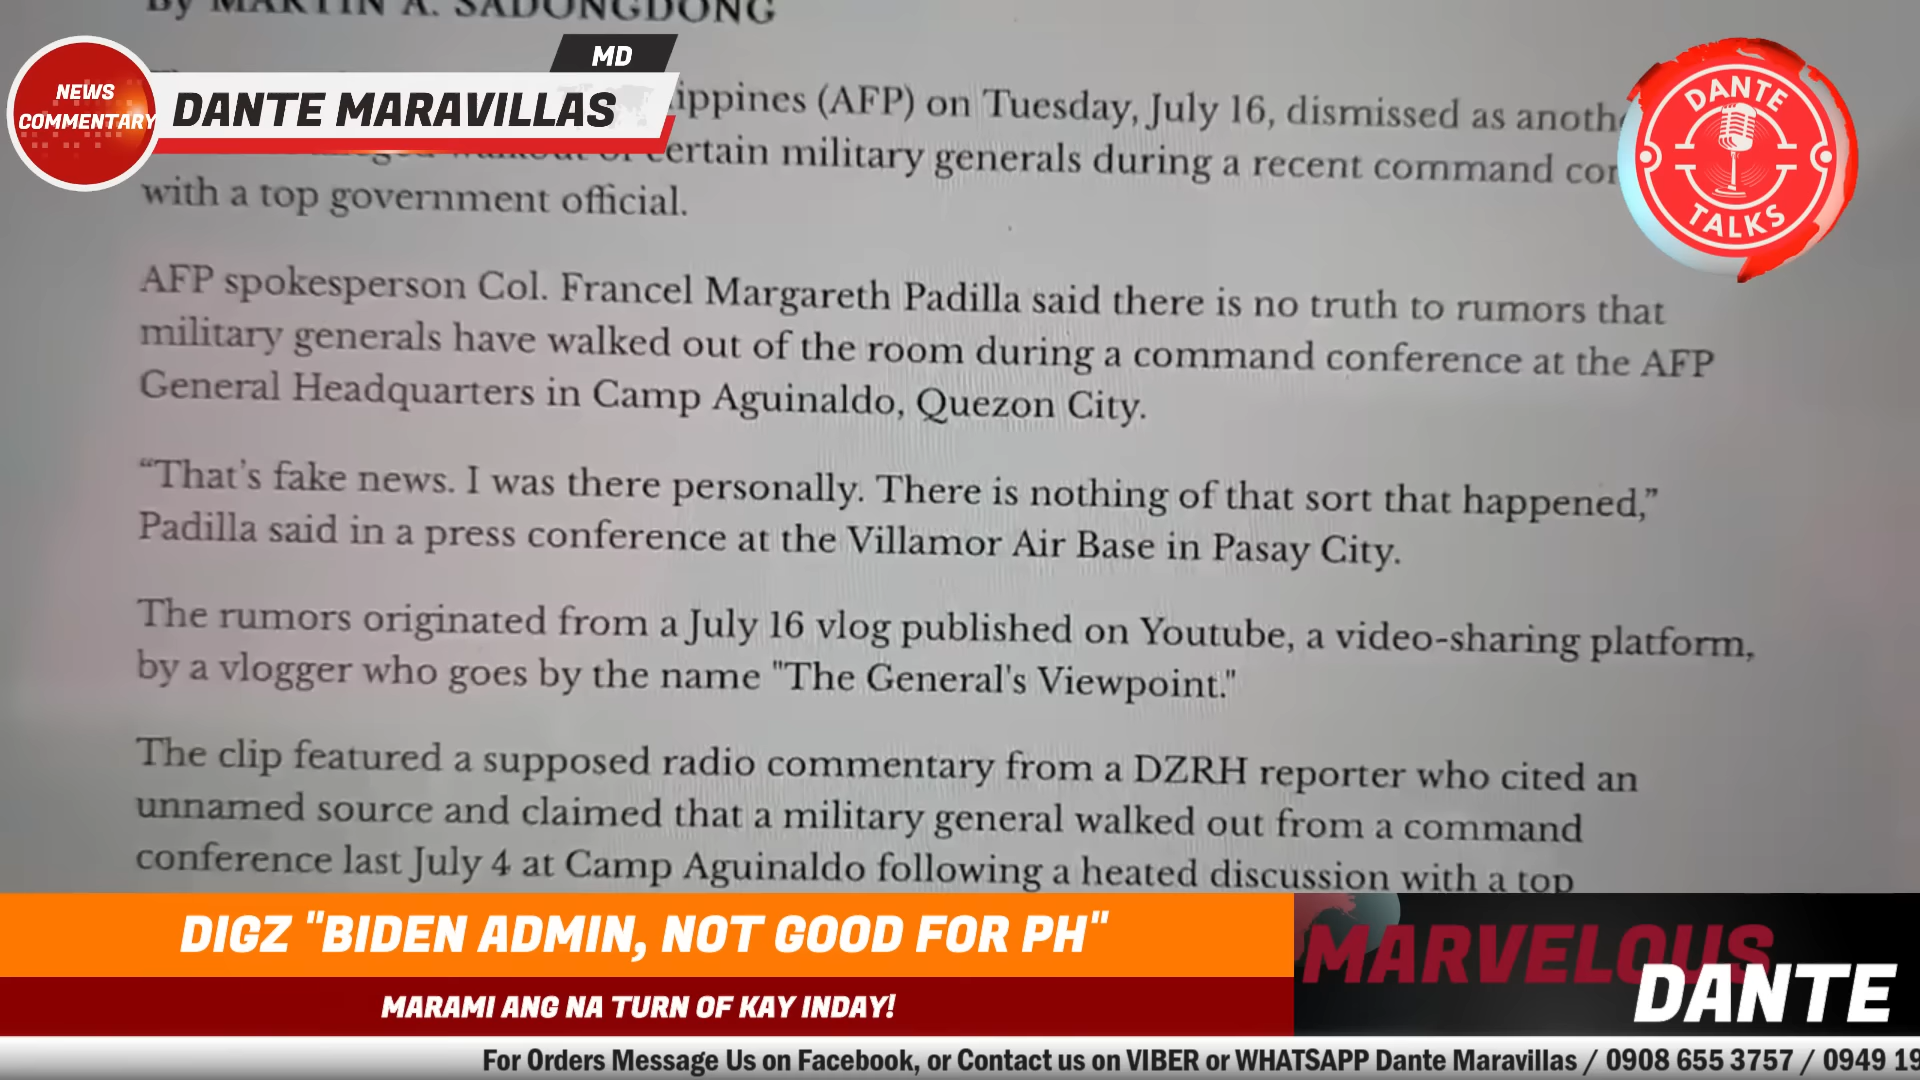 By MARTIN A. SADONGDONG
MD
NEWS
COMMENTARY
DANTE MARAVILLAS
DANTE
TALKS
ippines (AFP) on Tuesday, July 16, dismissed as
certain military generals during a recent command
with a top government official.
AFP spokesperson Col. Francel Margareth Padilla said there is no truth to rumors that
military generals have walked out of the room during a command conference at the AFP
General Headquarters in Camp Aguinaldo, Quezon City.
“That’s fake news. I was there personally. There is nothing of that sort that happened,”
Padilla said in a press conference at the Villamor Air Base in Pasay City.
The rumors originated from a July 16 vlog published on Youtube, a video-sharing platform,
by a vlogger who goes by the name "The General's Viewpoint."
The clip featured a supposed radio commentary from a DZRH reporter who cited an
unnamed source and claimed that a military general walked out from a command
conference last July 4 at Camp Aguinaldo following a heated discussion with a top
DIGZ "BIDEN ADMIN, NOT GOOD FOR PH"
MARAMI ANG NA TURN OF KAY INDAY!
MARVELOUS
DANTE
For Orders Message Us on Facebook, or Contact us on VIBER or WHATSAPP Dante Maravillas / 0908 655 3757 / 0949 19